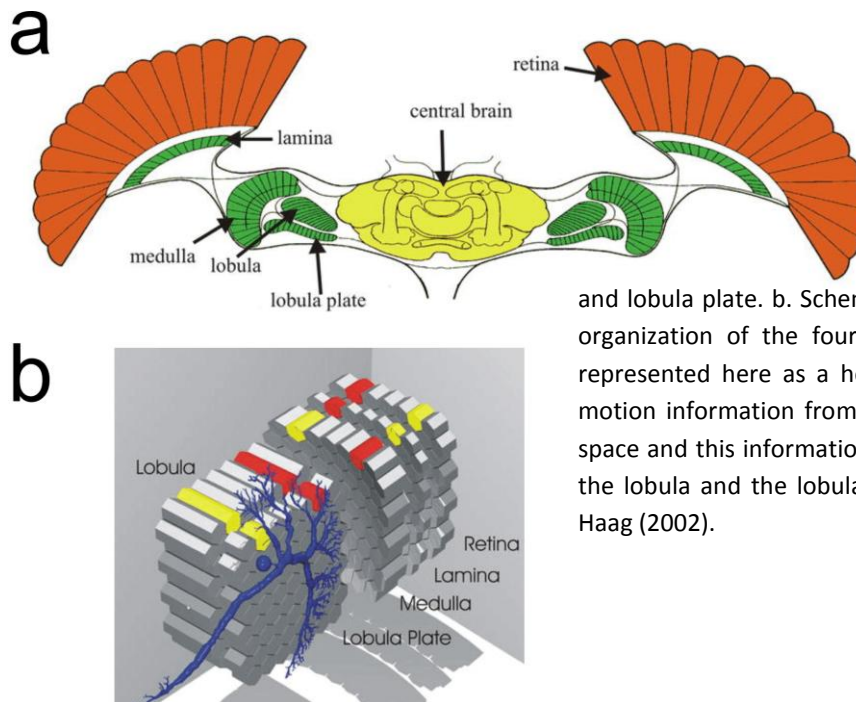 a
retina
central brain
lamina
medulla
lobula
lobula plate
and lobula plate. b. Schem
organization of the four
represented here as a he
motion information from
space and this information
the lobula and the lobula
Haag (2002).
b
Lobula
Retina
Lamina
Medulla
Lobula Plate